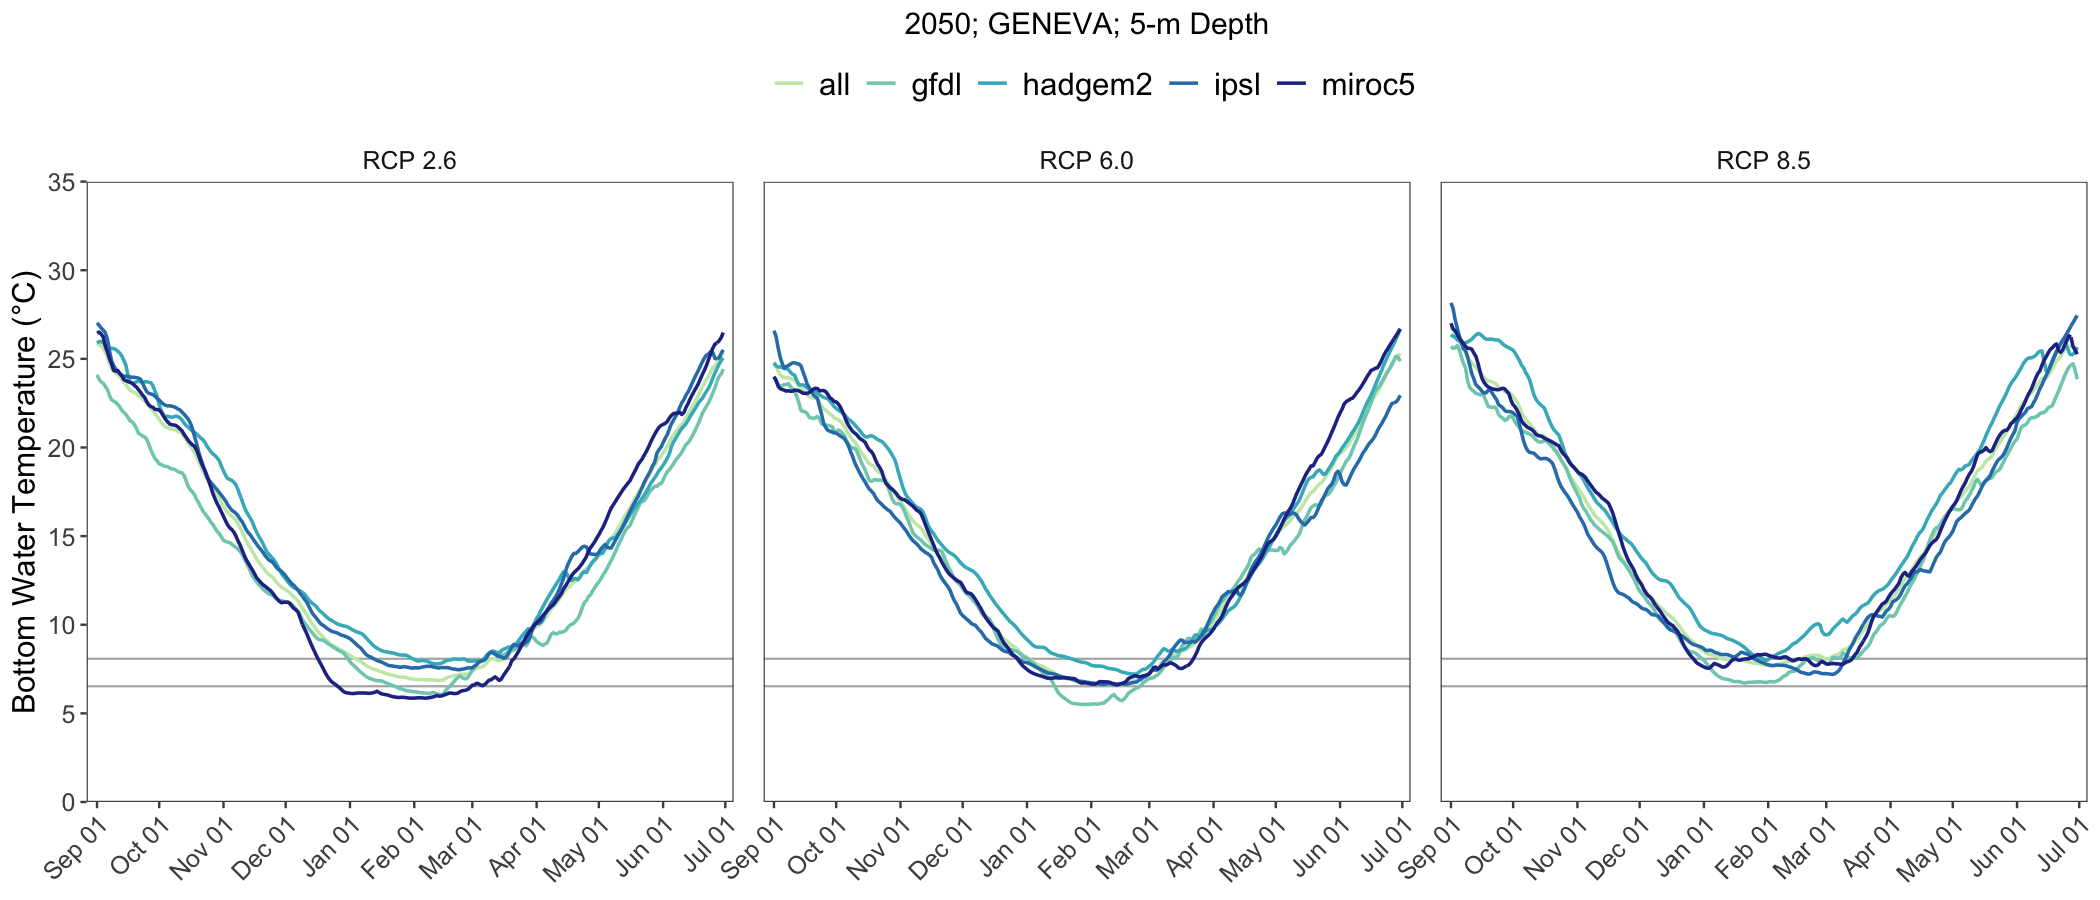 2050; GENEVA; 5-m Depth
all gfdl hadgem2 ipsl miroc5
RCP 2.6 RCP 6.0 RCP 8.5
Bottom Water Temperature (°C)
35
30
25
20
15
10
5
0
Sep 01 Oct 01 Nov 01 Dec 01 Jan 01 Feb 01 Mar 01 Apr 01 May 01 Jun 01 Jul 01
Sep 01 Oct 01 Nov 01 Dec 01 Jan 01 Feb 01 Mar 01 Apr 01 May 01 Jun 01 Jul 01
Sep 01 Oct 01 Nov 01 Dec 01 Jan 01 Feb 01 Mar 01 Apr 01 May 01 Jun 01 Jul 01